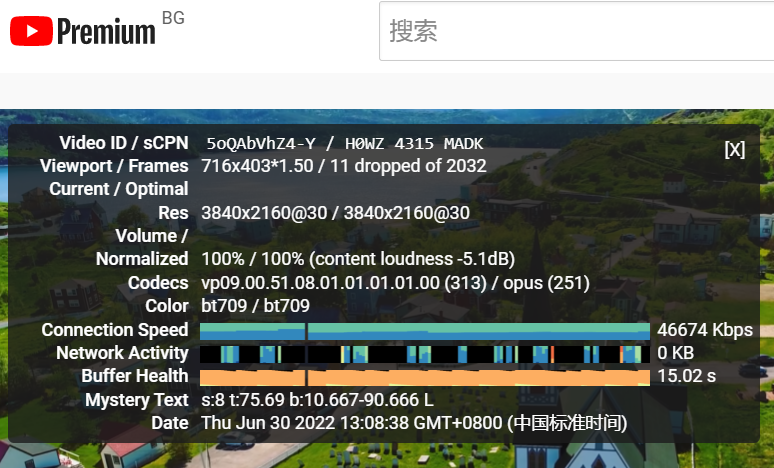 Premium BG
搜索
Video ID / sCPN 5oQAbVhZ4-Y / H0WZ 4315 MADK
[X]
Viewport / Frames 716x403*1.50 / 11 dropped of 2032
Current / Optimal
Res 3840x2160@30 / 3840x2160@30
Volume /
Normalized 100% / 100% (content loudness -5.1dB)
Codecs vp09.00.51.08.01.01.01.01.00 (313) / opus (251)
Color bt709 / bt709
Connection Speed 46674 Kbps
Network Activity 0 KB
Buffer Health 15.02 s
Mystery Text s:8 t:75.69 b:10.667-90.666 L
Date Thu Jun 30 2022 13:08:38 GMT+0800 (中国标准时间)